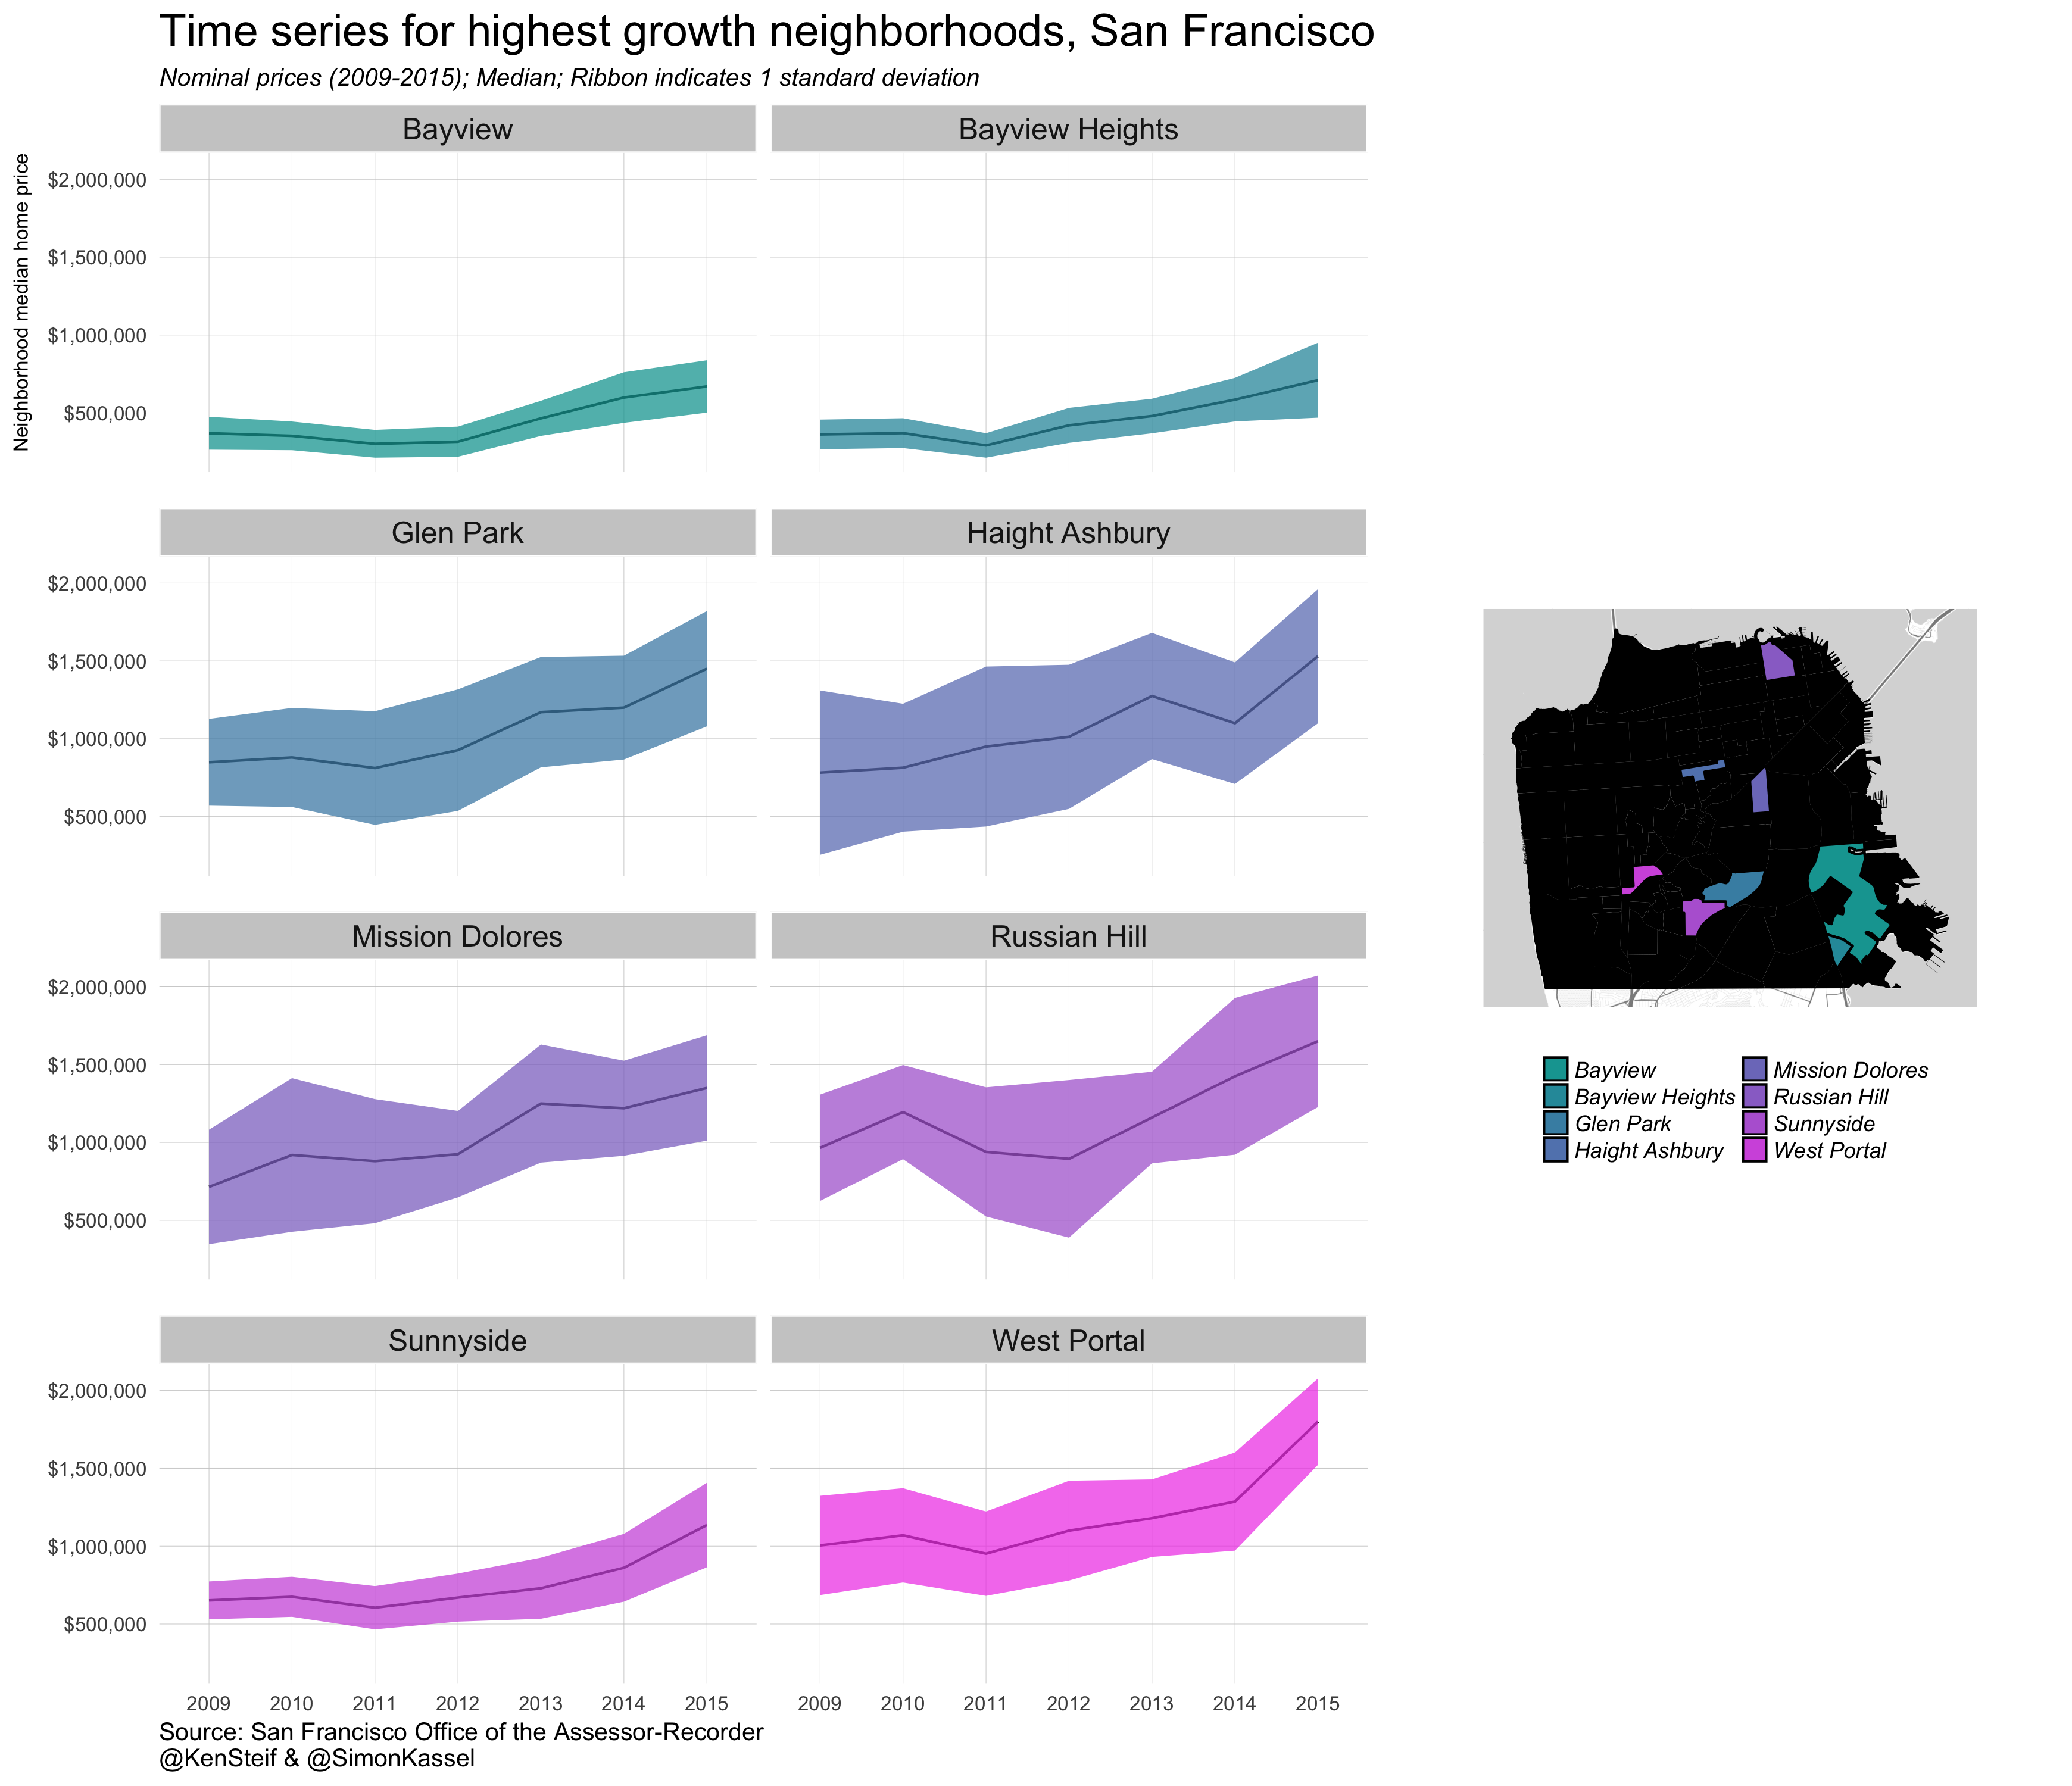 Time series for highest growth neighborhoods, San Francisco
Nominal prices (2009-2015); Median; Ribbon indicates 1 standard deviation
Neighborhood median home price
Bayview
Bayview Heights
$2,000,000
$1,500,000
$1,000,000
$500,000
Glen Park
Haight Ashbury
$2,000,000
$1,500,000
$1,000,000
$500,000
Mission Dolores
Russian Hill
$2,000,000
$1,500,000
$1,000,000
$500,000
Sunnyside
West Portal
$2,000,000
$1,500,000
$1,000,000
$500,000
2009 2010 2011 2012 2013 2014 2015
2009 2010 2011 2012 2013 2014 2015
Bayview
Bayview Heights
Glen Park
Haight Ashbury
Mission Dolores
Russian Hill
Sunnyside
West Portal
Source: San Francisco Office of the Assessor-Recorder
@KenSteif & @SimonKassel